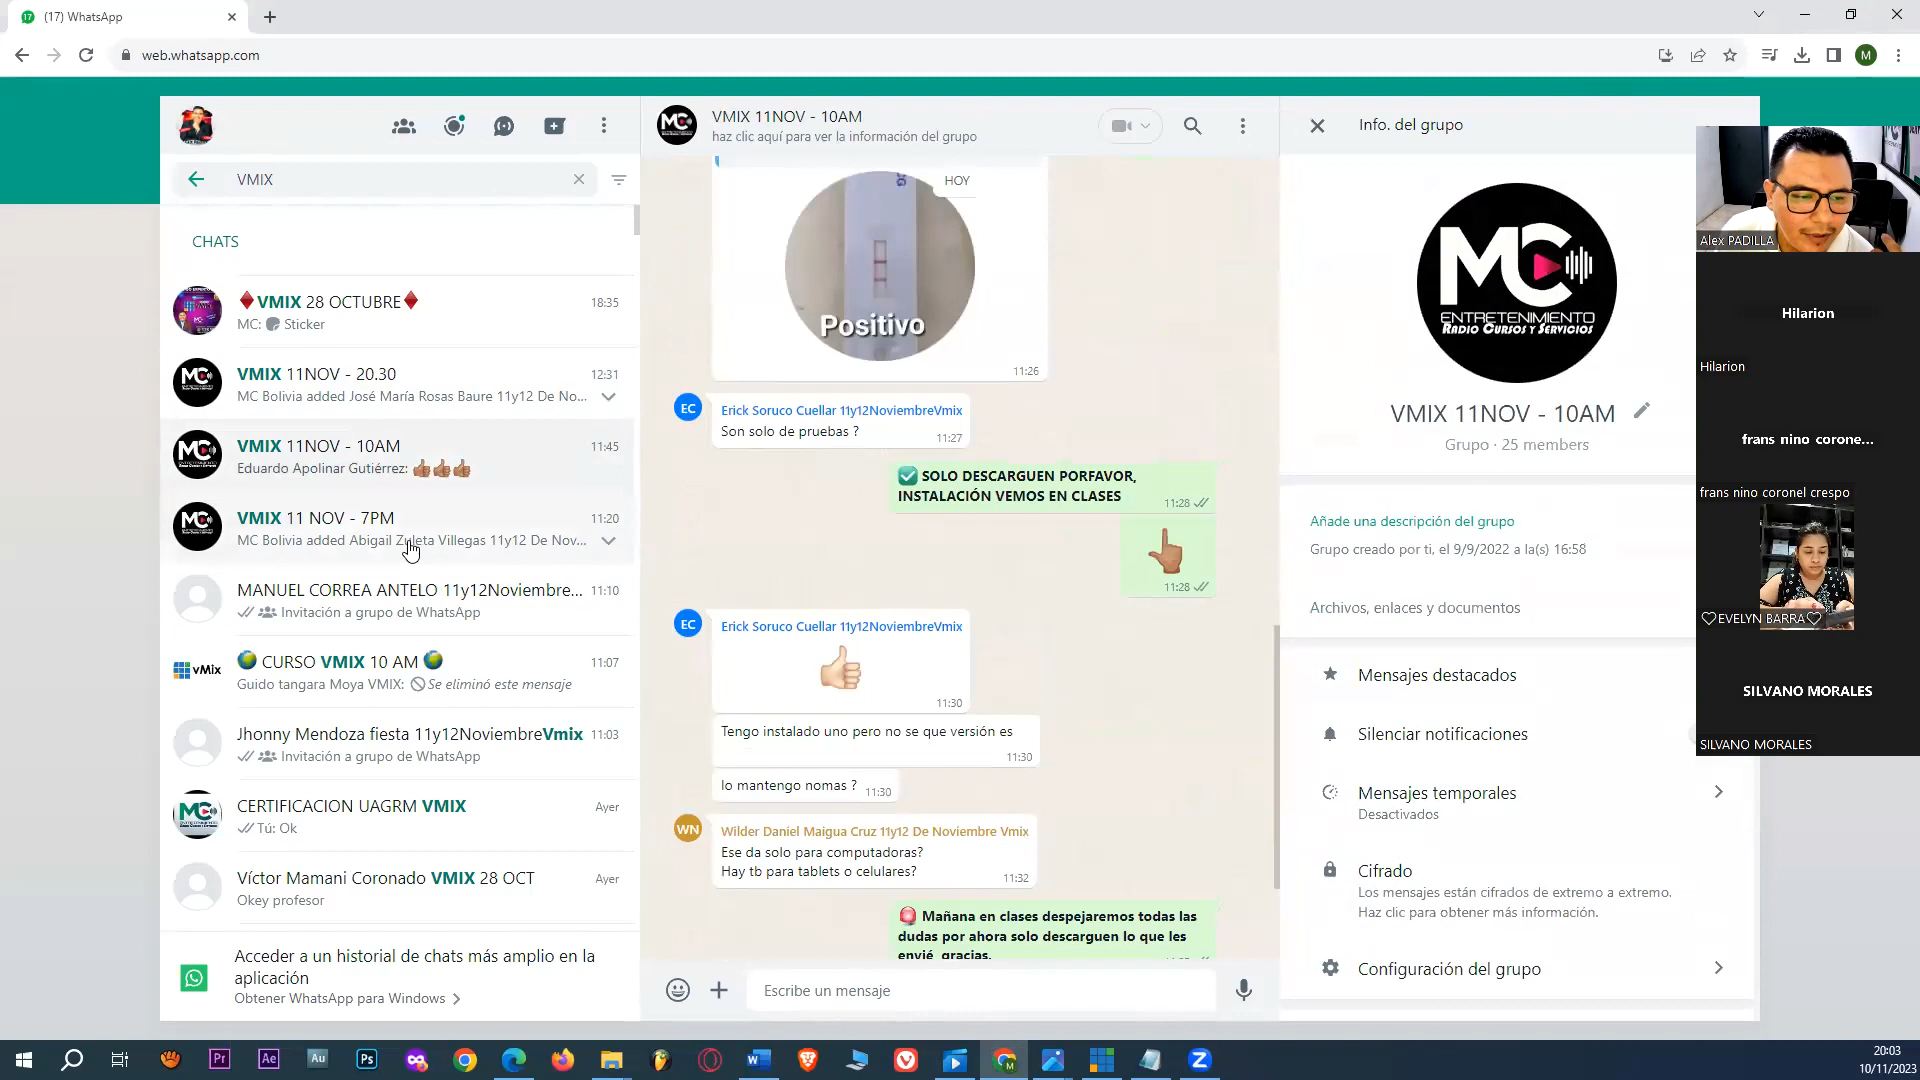 (17) WhatsApp
web.whatsapp.com
M
VMIX
CHATS
VMIX 28 OCTUBRE
18:35
MC: Sticker
VMIX 11NOV - 20.30
12:31
MC Bolivia added José María Rosas Baure 11y12 De No...
VMIX 11NOV - 10AM
11:45
Eduardo Apolinar Gutiérrez:
VMIX 11 NOV - 7PM
11:20
MC Bolivia added Abigail Zuleta Villegas 11y12 De Nov...
MANUEL CORREA ANTELO 11y12Noviembre...
11:10
Invitación a grupo de WhatsApp
vMix
CURSO VMIX 10 AM
11:07
Guido tangara Moya VMIX: Se eliminó este mensaje
Jhonny Mendoza fiesta 11y12NoviembreVmix
11:03
Invitación a grupo de WhatsApp
CERTIFICACION UAGRM VMIX
Ayer
Tú: Ok
Víctor Mamani Coronado VMIX 28 OCT
Ayer
Okey profesor
Acceder a un historial de chats más amplio en la
aplicación
Obtener WhatsApp para Windows
VMIX 11NOV - 10AM
haz clic aquí para ver la información del grupo
HOY
Positivo
11:26
EC
Erick Soruco Cuellar 11y12NoviembreVmix
Son solo de pruebas ?
11:27
SOLO DESCARGUEN PORFAVOR,
INSTALACIÓN VEMOS EN CLASES
11:28
11:28
EC
Erick Soruco Cuellar 11y12NoviembreVmix
11:30
Tengo instalado uno pero no se que versión es
11:30
lo mantengo nomas ?
11:30
WN
Wilder Daniel Maigua Cruz 11y12 De Noviembre Vmix
Ese da solo para computadoras?
Hay tb para tablets o celulares?
11:32
Mañana en clases despejaremos todas las
dudas por ahora solo descarguen lo que les
envié gracias.
Escribe un mensaje
Info. del grupo
MC
ENTRETENIMIENTO
RADIO CURSOS Y SERVICIOS
VMIX 11NOV - 10AM
Grupo · 25 members
Añade una descripción del grupo
Grupo creado por ti, el 9/9/2022 a la(s) 16:58
Archivos, enlaces y documentos
Mensajes destacados
Silenciar notificaciones
Mensajes temporales
Desactivados
Cifrado
Los mensajes están cifrados de extremo a extremo.
Haz clic para obtener más información.
Configuración del grupo
Alex PADILLA
Hilarion
Hilarion
frans nino corone...
frans nino coronel crespo
EVELYN BARRA
SILVANO MORALES
SILVANO MORALES
Pr
Ae
Au
Ps
20:03
10/11/2023